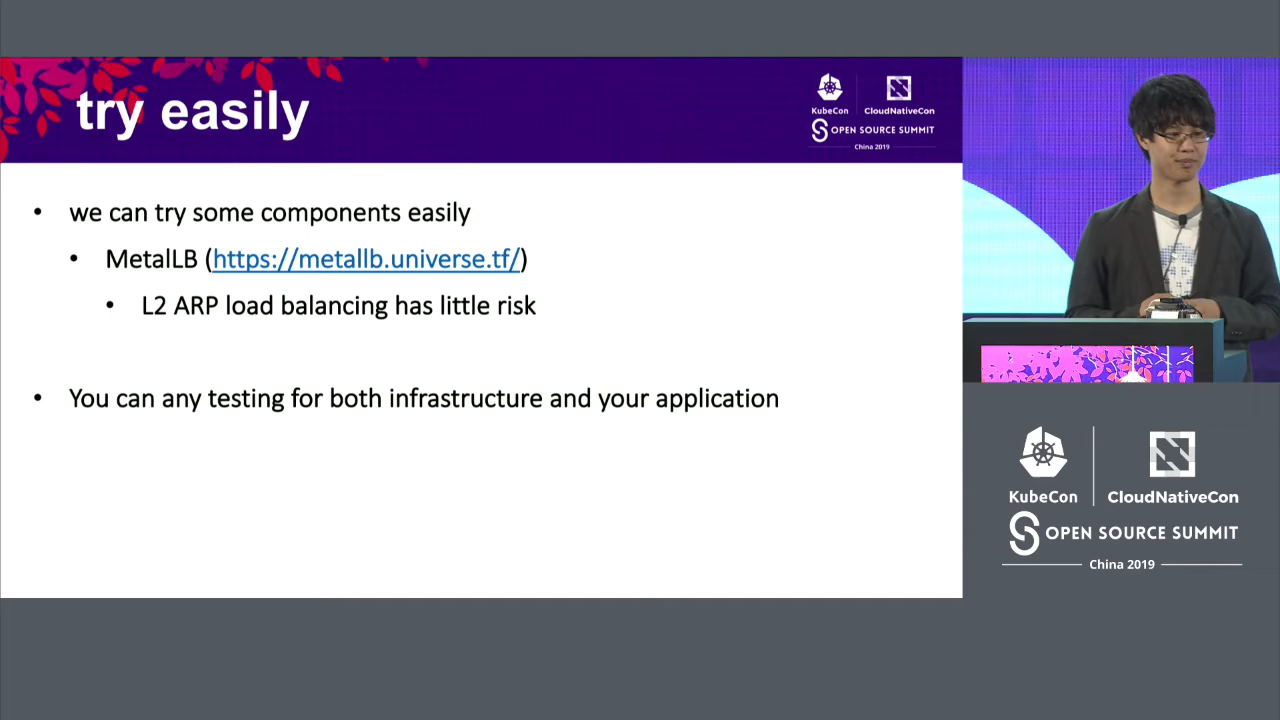 try easily
KubeCon
CloudNativeCon
OPEN SOURCE SUMMIT
China 2019
• we can try some components easily
• MetalLB (https://metallb.universe.tf/)
• L2 ARP load balancing has little risk
• You can any testing for both infrastructure and your application
KubeCon
CloudNativeCon
OPEN SOURCE SUMMIT
China 2019